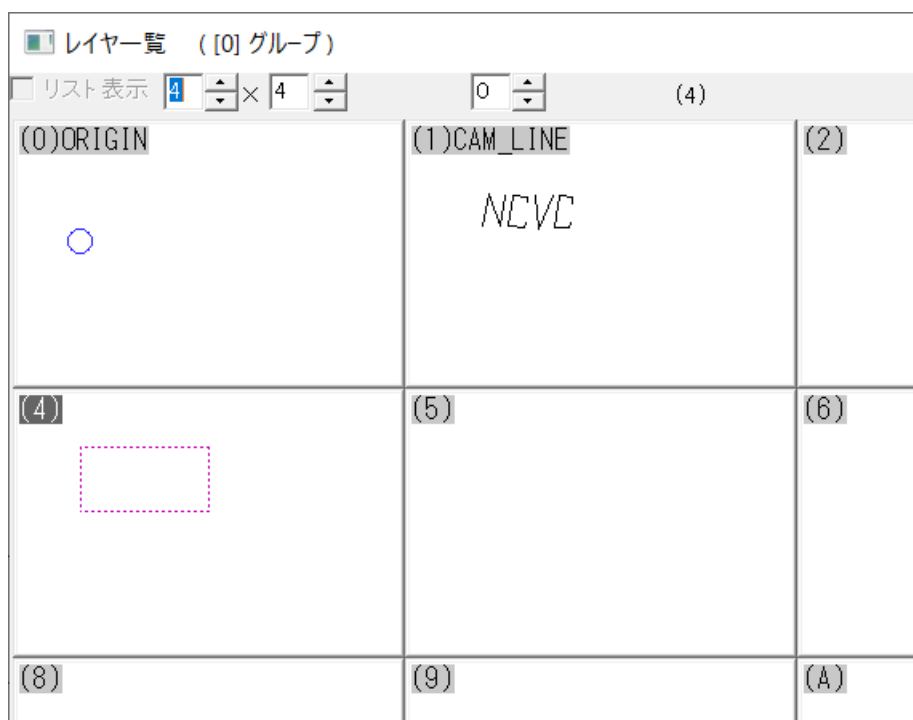 レイヤ一覧 ( [0] グループ )
リスト表示 4 × 4 0 (4)
(0)ORIGIN (1)CAM_LINE (2)
NCVC
(4) (5) (6)
(8) (9) (A)